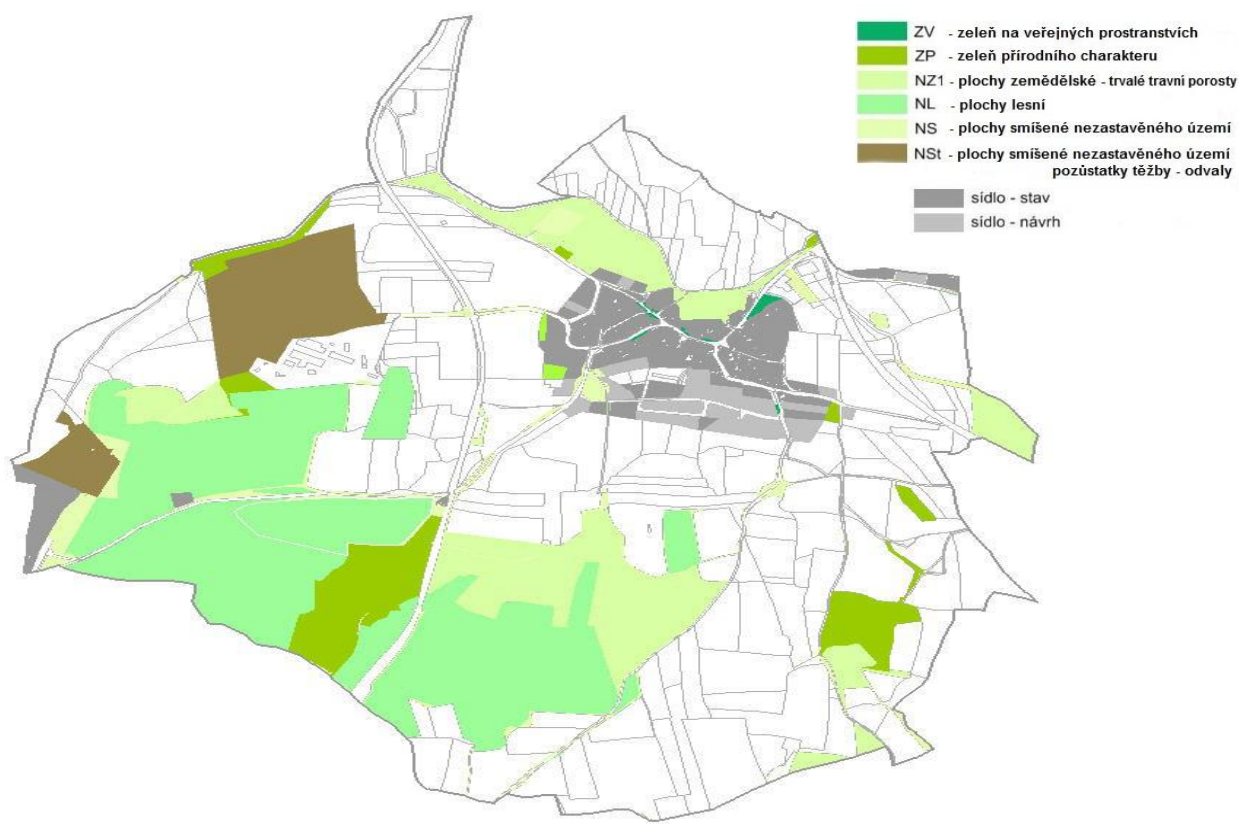 ZV - zeleň na veřejných prostranstvích
ZP - zeleň přírodního charakteru
NZ1 - plochy zemědělské - trvalé travní porosty
NL - plochy lesní
NS - plochy smíšené nezastavěného území
NSt - plochy smíšené nezastavěného území
pozůstatky těžby - odvaly
sídlo - stav
sídlo - návrh